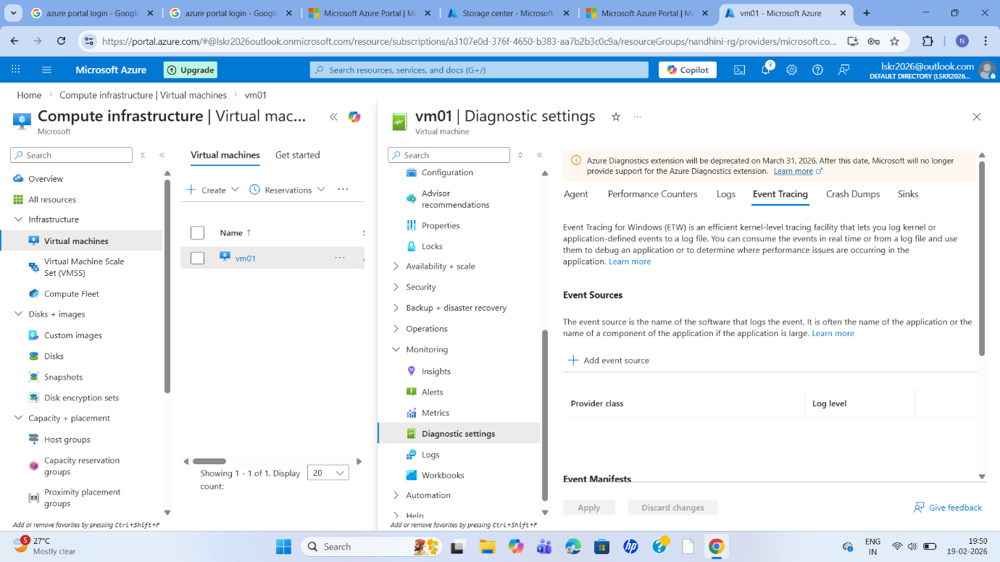 azure portal login - Google
azure portal login - Google
Microsoft Azure Portal | Mi
Storage center - Microsoft
Microsoft Azure Portal | Mi
vm01 - Microsoft Azure
https://portal.azure.com/#@lskr2026outlook.onmicrosoft.com/resource/subscriptions/a3107e0d-376f-4650-b383-aa7b2b3c0c9a/resourceGroups/nandhini-rg/providers/microsoft.co...
N
Microsoft Azure
Upgrade
Search resources, services, and docs (G+/)
Copilot
9
lskr2026@outlook.com
DEFAULT DIRECTORY (LSKR2026...
Home > Compute infrastructure | Virtual machines > vm01
Compute infrastructure | Virtual mac...
Microsoft
Search
Overview
All resources
Infrastructure
Virtual machines
Virtual Machine Scale
Set (VMSS)
Compute Fleet
Disks + images
Custom images
Disks
Snapshots
Disk encryption sets
Capacity + placement
Host groups
Capacity reservation
groups
Proximity placement
groups
Add or remove favorites by pressing Ctrl+Shift+F
Virtual machines
Get started
Create
Reservations
Name ↑
vm01
Showing 1 - 1 of 1. Display
count:
20
vm01 | Diagnostic settings
Virtual machine
Search
Configuration
Advisor
recommendations
Properties
Locks
Availability + scale
Security
Backup + disaster recovery
Operations
Monitoring
Insights
Alerts
Metrics
Diagnostic settings
Logs
Workbooks
Automation
Help
Add or remove favorites by pressing Ctrl+Shift+F
Azure Diagnostics extension will be deprecated on March 31, 2026. After this date, Microsoft will no longer
provide support for the Azure Diagnostics extension. Learn more
Agent
Performance Counters
Logs
Event Tracing
Crash Dumps
Sinks
Event Tracing for Windows (ETW) is an efficient kernel-level tracing facility that lets you log kernel or
application-defined events to a log file. You can consume the events in real time or from a log file and use
them to debug an application or to determine where performance issues are occurring in the
application. Learn more
Event Sources
The event source is the name of the software that logs the event. It is often the name of the application or the
name of a component of the application if the application is large. Learn more
Add event source
Provider class
Log level
Event Manifests
Apply
Discard changes
Give feedback
5
27°C
Mostly clear
Search
ENG
IN
19:50
19-02-2026